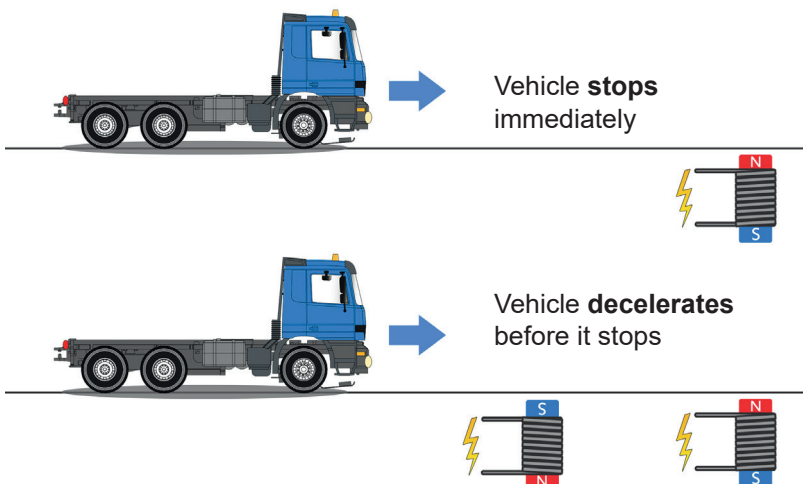 Vehicle stops
immediately
N
S
Vehicle decelerates
before it stops
S
N
N
S